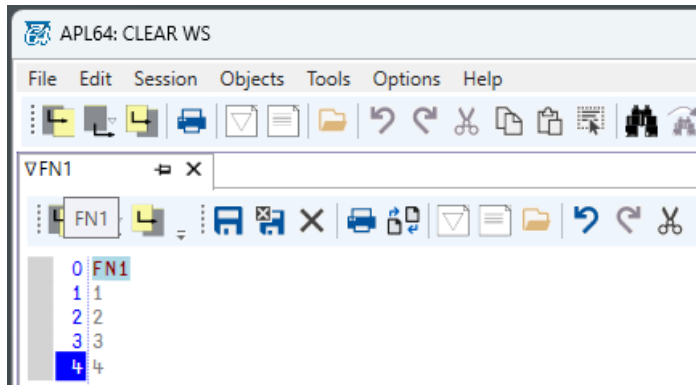 APL64: CLEAR WS
File Edit Session Objects Tools Options Help
∇FN1
FN1
0 FN1
1 1
2 2
3 3
4 4